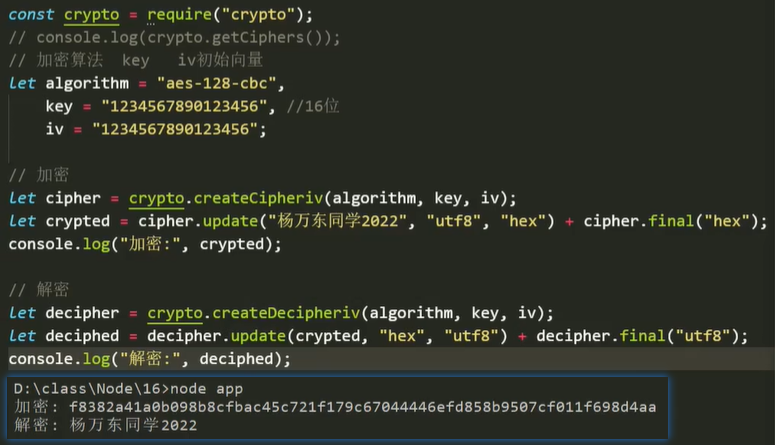 const crypto = require("crypto");
// console.log(crypto.getCiphers());
// 加密算法  key   iv初始向量
let algorithm = "aes-128-cbc",
    key = "1234567890123456", //16位
    iv = "1234567890123456";
// 加密
let cipher = crypto.createCipheriv(algorithm, key, iv);
let crypted = cipher.update("杨万东同学2022", "utf8", "hex") + cipher.final("hex");
console.log("加密:", crypted);
// 解密
let decipher = crypto.createDecipheriv(algorithm, key, iv);
let deciphed = decipher.update(crypted, "hex", "utf8") + decipher.final("utf8");
console.log("解密:", deciphed);
D:\class\Node\16>node app
加密: f8382a41a0b098b8cfbac45c721f179c67044446efd858b9507cf011f698d4aa
解密: 杨万东同学2022